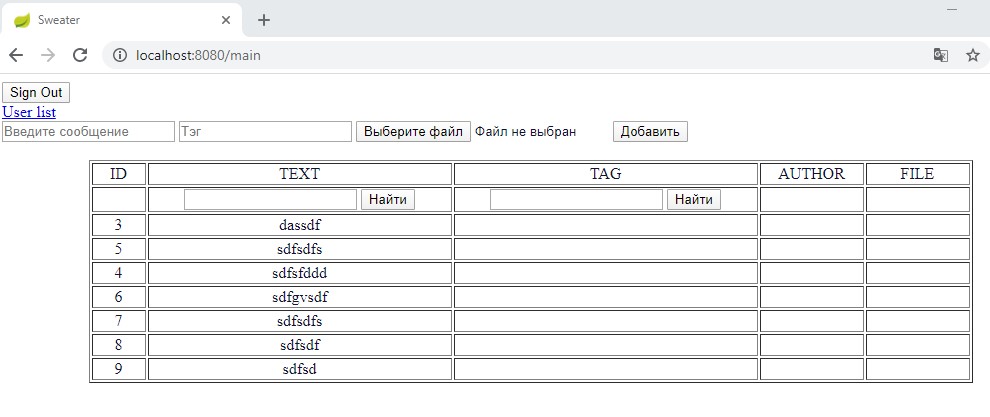 Sweater
localhost:8080/main
Sign Out
User list
Введите сообщение Тэг Выберите файл Файл не выбран Добавить
ID TEXT TAG AUTHOR FILE
Найти Найти
3 dassdf
5 sdfsdfs
4 sdfsfddd
6 sdfgvsdf
7 sdfsdfs
8 sdfsdf
9 sdfsd